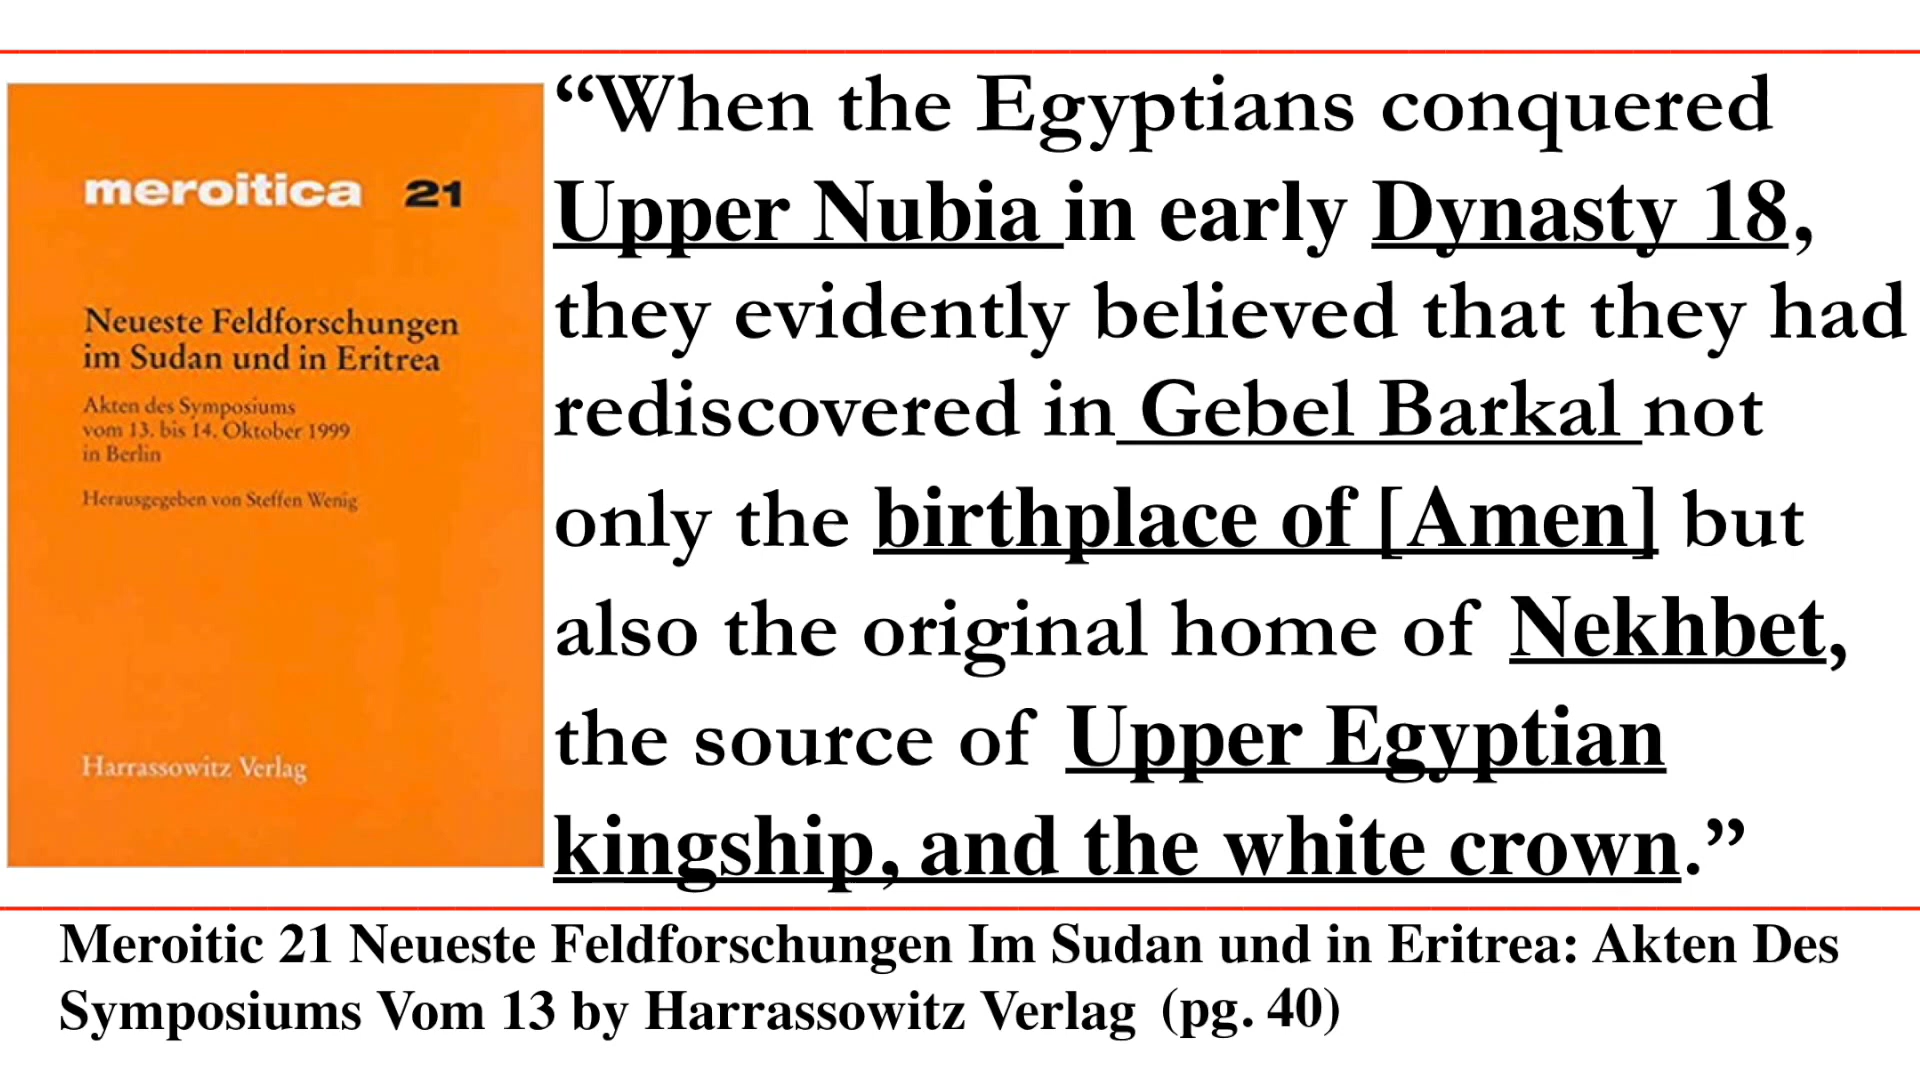 meroitica 21
Neueste Feldforschungen
im Sudan und in Eritrea
Akten des Symposiums
vom 13. bis 14. Oktober 1999
in Berlin
Herausgegeben von Steffen Wenig
Harrassowitz Verlag
“When the Egyptians conquered
Upper Nubia in early Dynasty 18,
they evidently believed that they had
rediscovered in Gebel Barkal not
only the birthplace of [Amen] but
also the original home of Nekhbet,
the source of Upper Egyptian
kingship, and the white crown.”
Meroitic 21 Neueste Feldforschungen Im Sudan und in Eritrea: Akten Des
Symposiums Vom 13 by Harrassowitz Verlag (pg. 40)